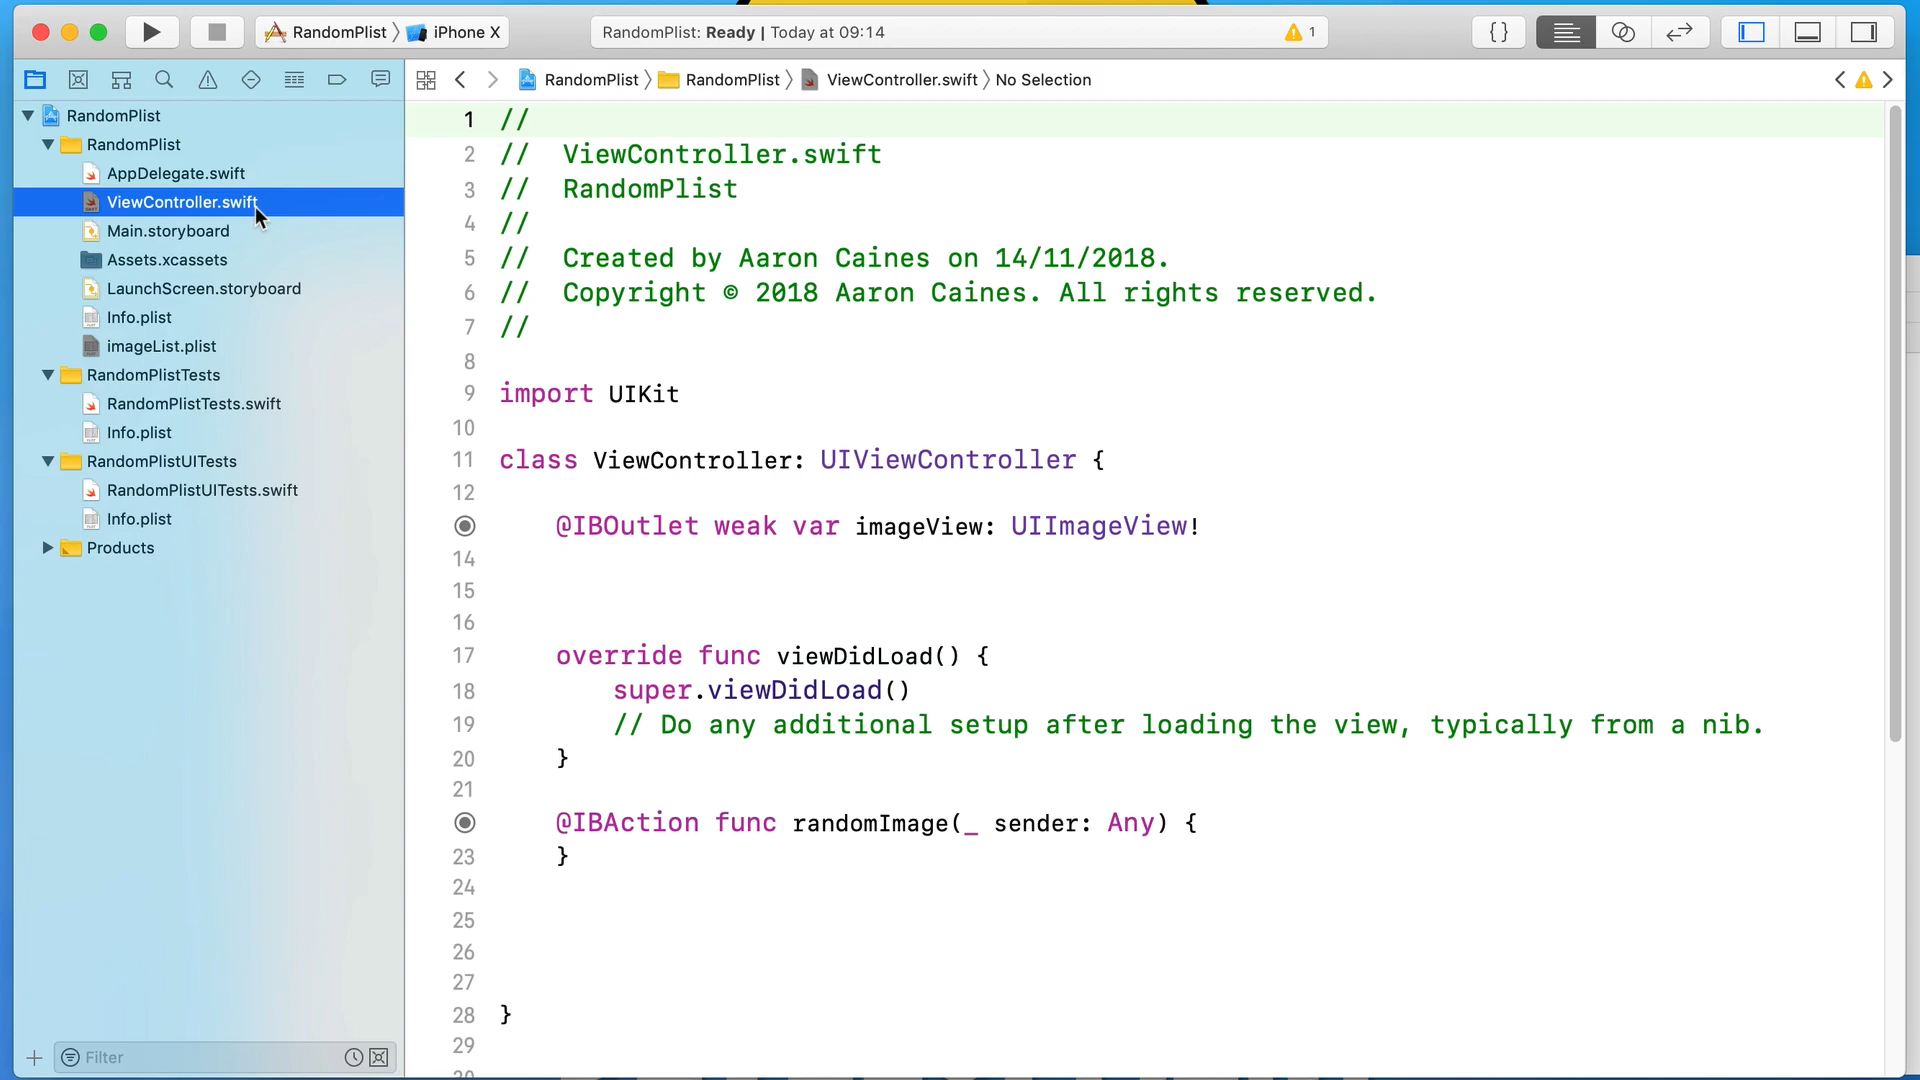 RandomPlist 〉 iPhone X
RandomPlist: Ready | Today at 09:14
1
{}
RandomPlist 〉 RandomPlist 〉 ViewController.swift 〉 No Selection
RandomPlist
RandomPlist
AppDelegate.swift
ViewController.swift
Main.storyboard
Assets.xcassets
LaunchScreen.storyboard
Info.plist
imageList.plist
RandomPlistTests
RandomPlistTests.swift
Info.plist
RandomPlistUITests
RandomPlistUITests.swift
Info.plist
Products
Filter
1 //
2 // ViewController.swift
3 // RandomPlist
4 //
5 // Created by Aaron Caines on 14/11/2018.
6 // Copyright © 2018 Aaron Caines. All rights reserved.
7 //
8
9 import UIKit
10
11 class ViewController: UIViewController {
12
@IBOutlet weak var imageView: UIImageView!
14
15
16
17 override func viewDidLoad() {
18 super.viewDidLoad()
19 // Do any additional setup after loading the view, typically from a nib.
20 }
21
@IBAction func randomImage(_ sender: Any) {
23 }
24
25
26
27
28 }
29